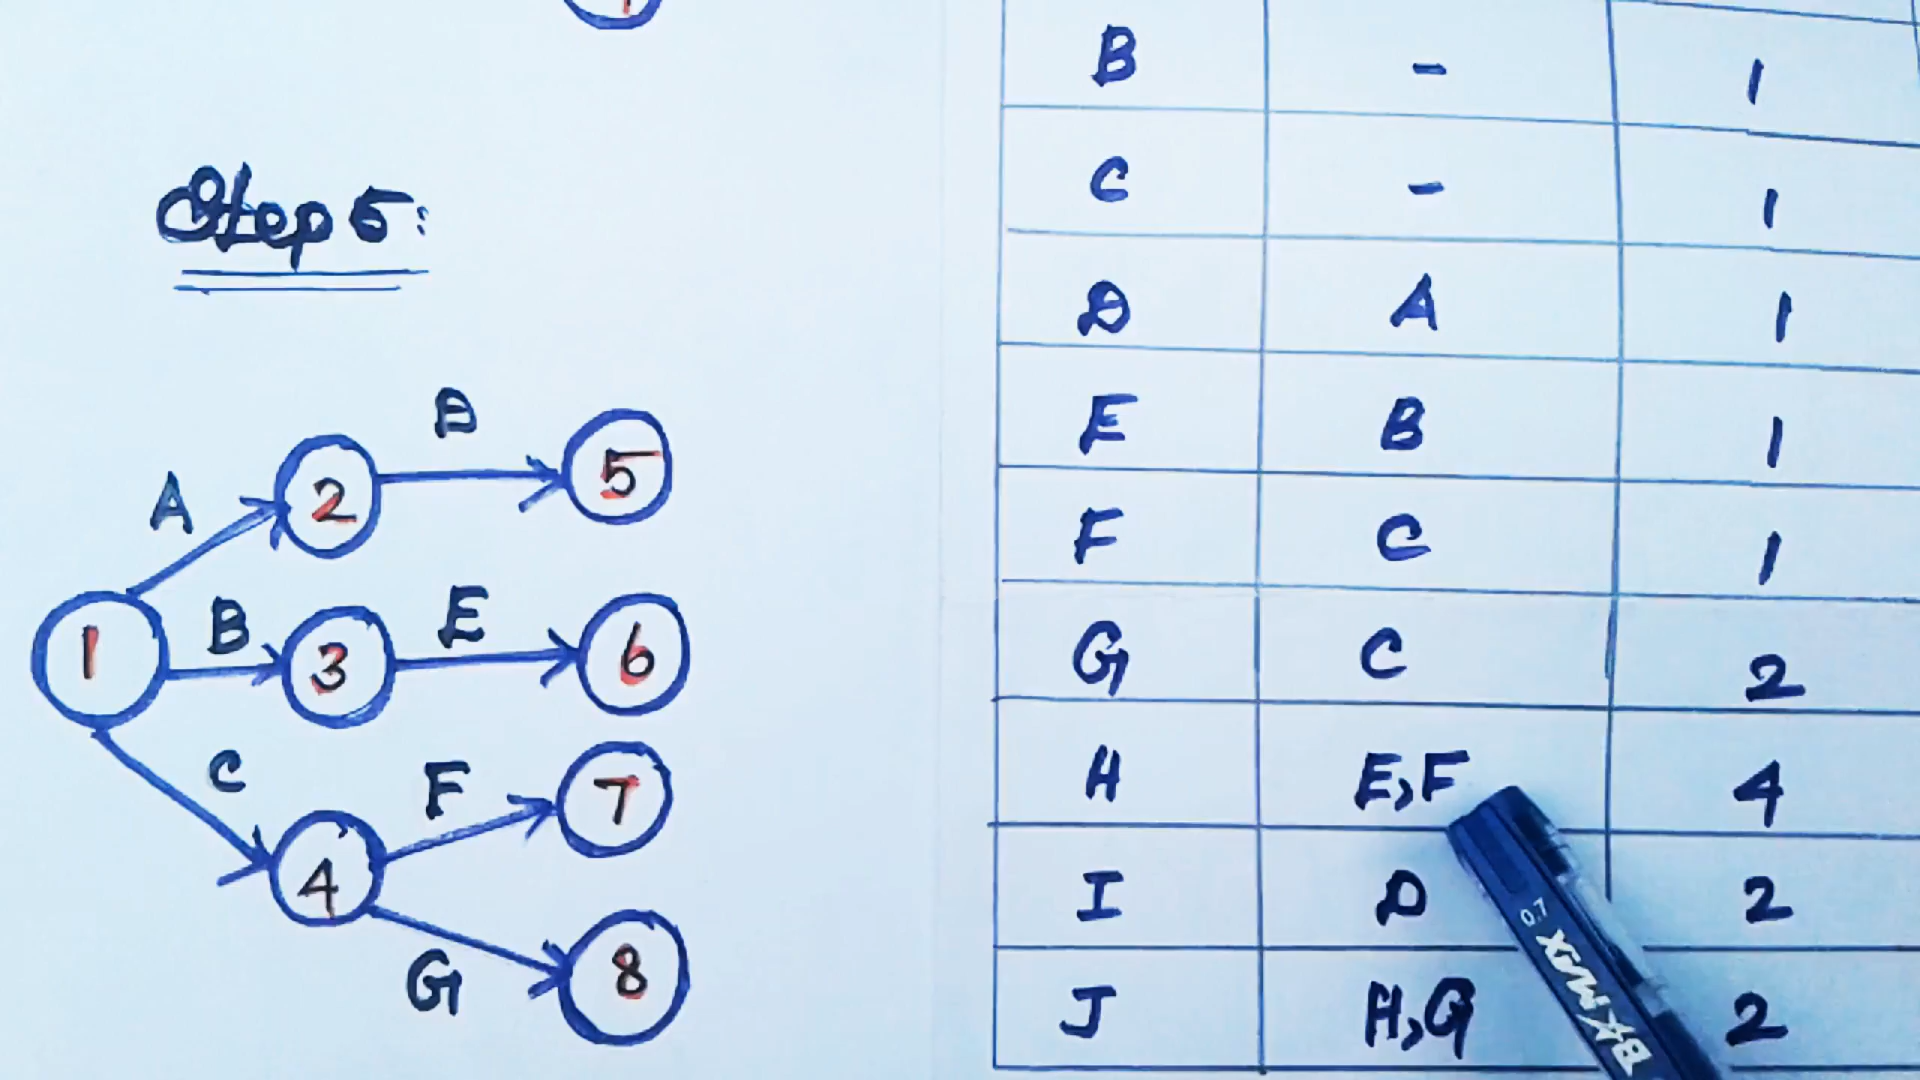 Step 5:
A
D
B
E
C
F
G
1
2
3
4
5
6
7
8
B - 1
C - 1
D A 1
E B 1
F C 1
G C 2
H E,F 4
I D 2
J H,G 2
0.7
MAX